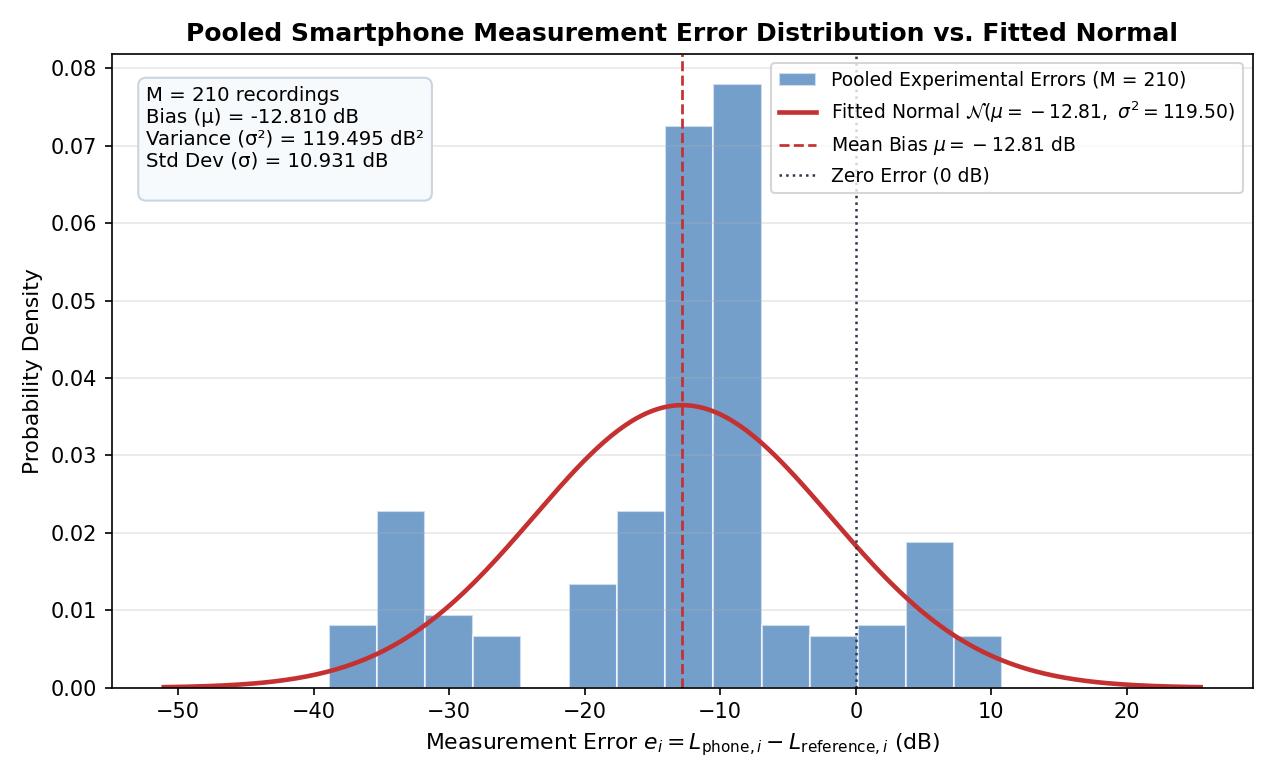 Pooled Smartphone Measurement Error Distribution vs. Fitted Normal
M = 210 recordings
Bias (μ) = -12.810 dB
Variance (σ²) = 119.495 dB²
Std Dev (σ) = 10.931 dB
Pooled Experimental Errors (M = 210)
Fitted Normal 𝒩(μ = −12.81, σ² = 119.50)
Mean Bias μ = −12.81 dB
Zero Error (0 dB)
Probability Density
0.08
0.07
0.06
0.05
0.04
0.03
0.02
0.01
0.00
−50 −40 −30 −20 −10 0 10 20
Measurement Error eᵢ = L_phone, i − L_reference, i (dB)